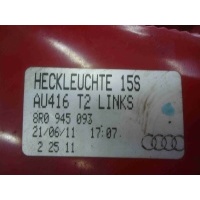 HECKLEUCHTE 15S
AU416 T2 LINKS
8R0 945 093
21/06/11 17:07
2 25 11